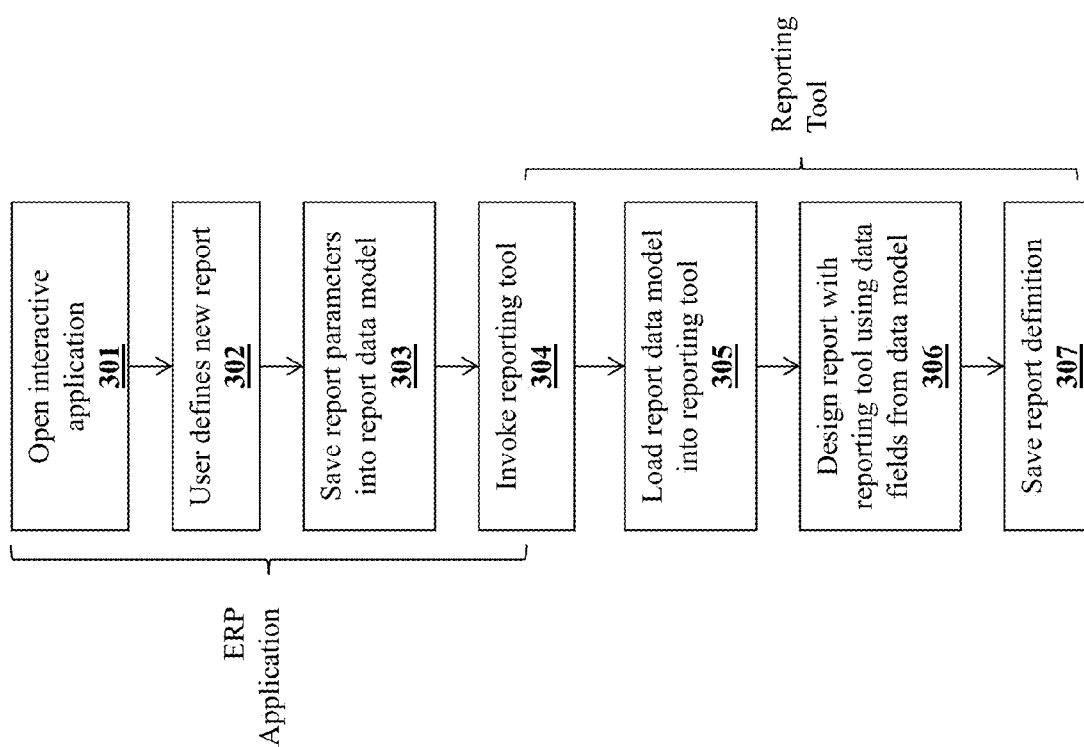 Open interactive
application
301
User defines new report
302
Save report parameters
into report data model
303
Invoke reporting tool
304
Load report data model
into reporting tool
305
Design report with
reporting tool using data
fields from data model
306
Save report definition
307
ERP
Application
Reporting
Tool